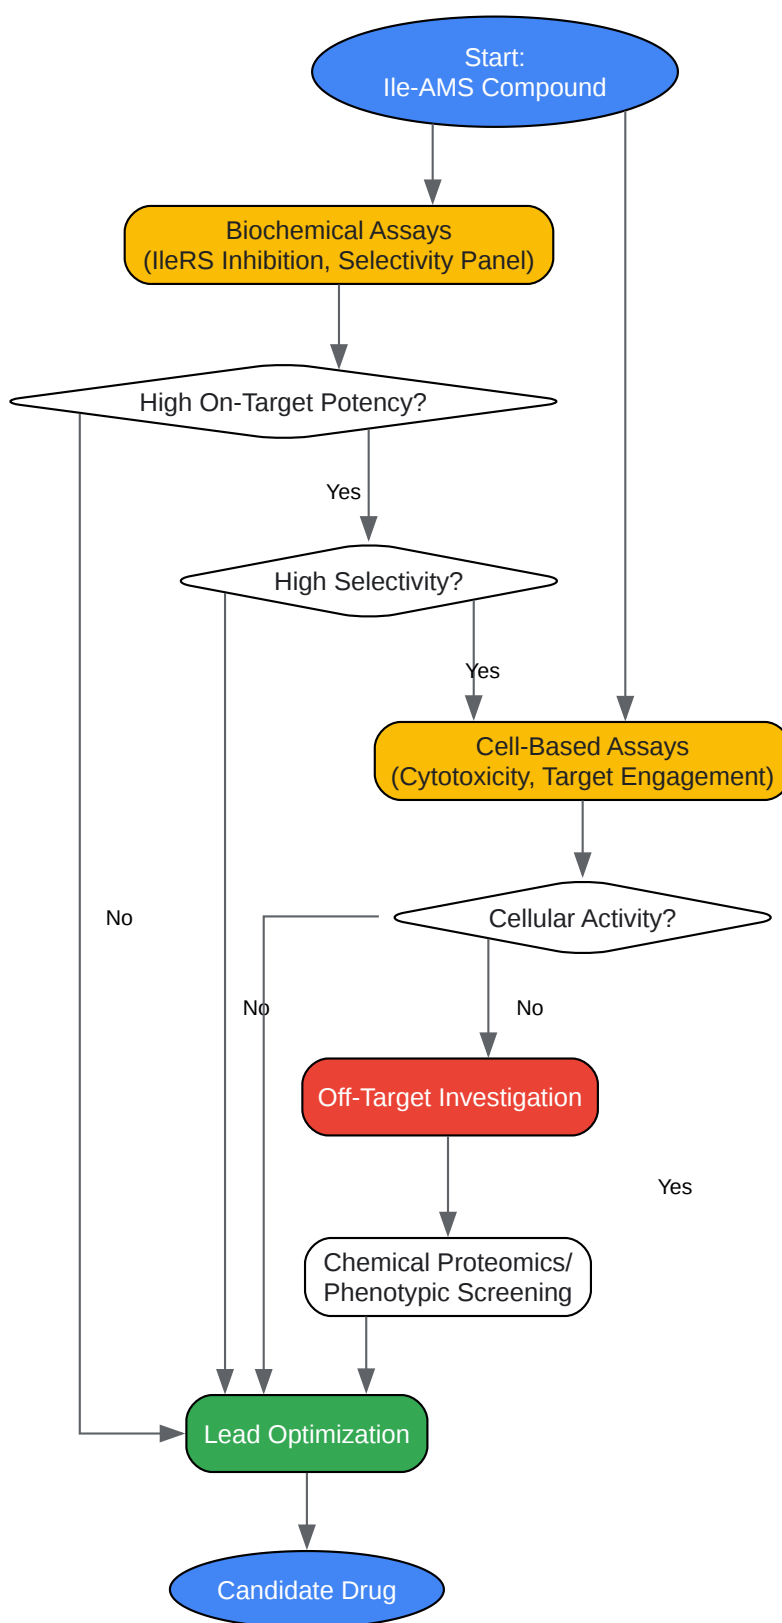 Start:
Ile-AMS Compound
Biochemical Assays
(IleRS Inhibition, Selectivity Panel)
High On-Target Potency?
Yes
High Selectivity?
Yes
Cell-Based Assays
(Cytotoxicity, Target Engagement)
No
Cellular Activity?
No
No
Off-Target Investigation
Yes
Chemical Proteomics/
Phenotypic Screening
Lead Optimization
Candidate Drug